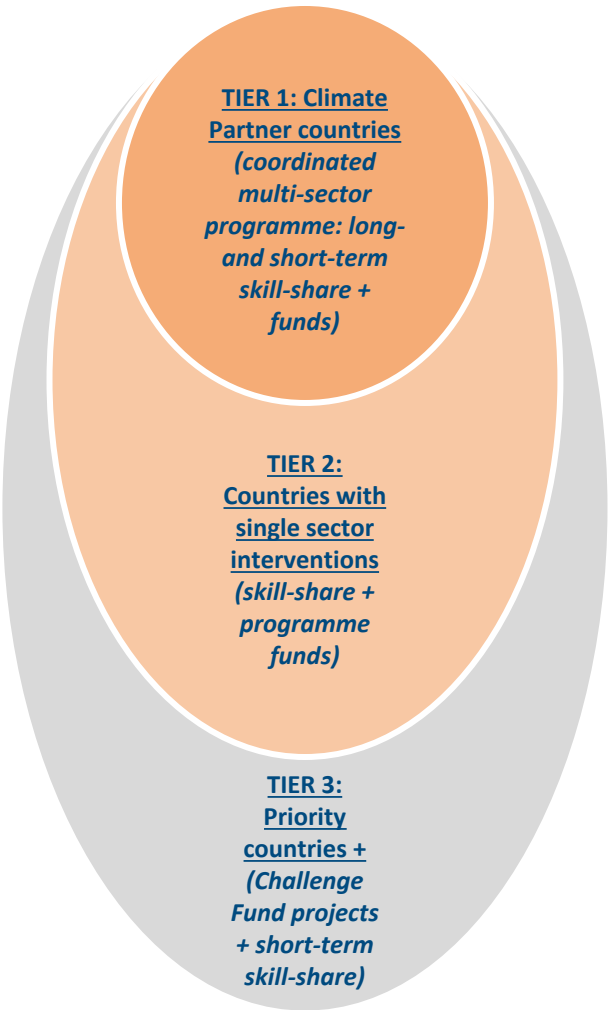 TIER 1: Climate
Partner countries
(coordinated
multi-sector
programme: long-
and short-term
skill-share +
funds)
TIER 2:
Countries with
single sector
interventions
(skill-share +
programme
funds)
TIER 3:
Priority
countries +
(Challenge
Fund projects
+ short-term
skill-share)